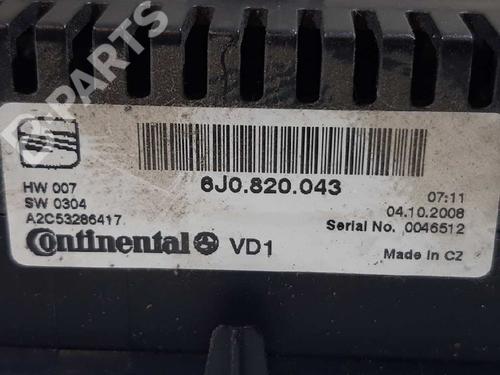 6J0.820.043
HW 007
SW 0304
A2C53286417
07:11
04.10.2008
Serial No. 0046512
Continental VD1
Made in CZ